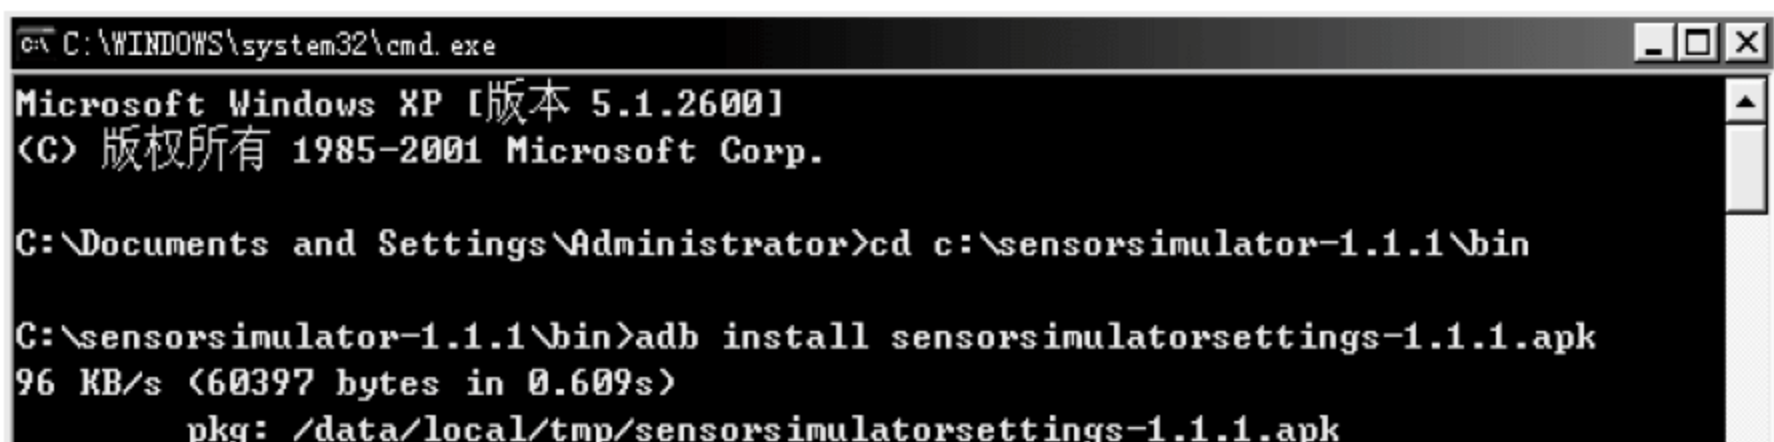 C:\WINDOWS\system32\cmd.exe
Microsoft Windows XP [版本 5.1.2600]
(C) 版权所有 1985-2001 Microsoft Corp.
C:\Documents and Settings\Administrator>cd c:\sensorsimulator-1.1.1\bin
C:\sensorsimulator-1.1.1\bin>adb install sensorsimulatorsettings-1.1.1.apk
96 KB/s (60397 bytes in 0.609s)
pkg: /data/local/tmp/sensorsimulatorsettings-1.1.1.apk